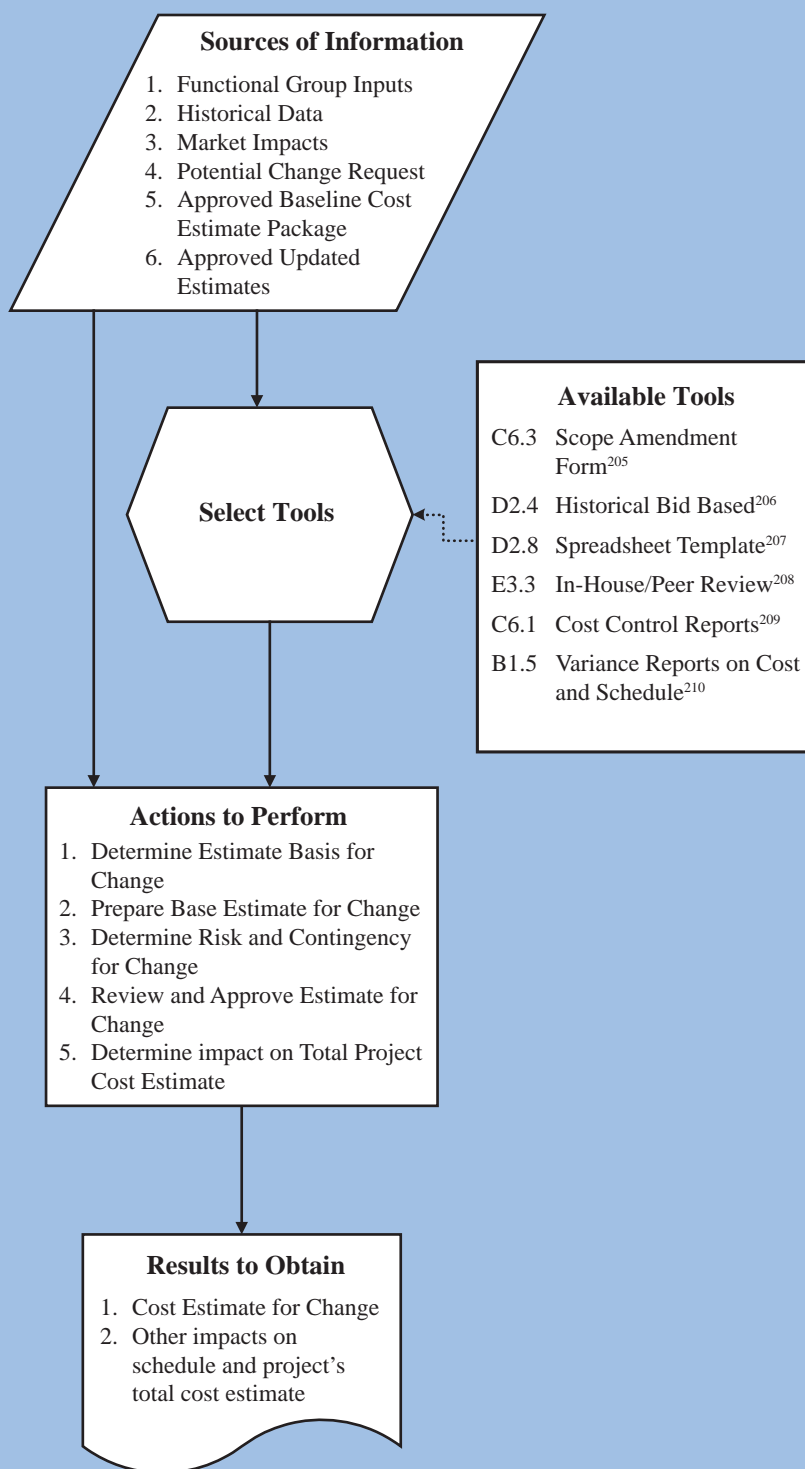 Sources of Information
1. Functional Group Inputs
2. Historical Data
3. Market Impacts
4. Potential Change Request
5. Approved Baseline Cost
Estimate Package
6. Approved Updated
Estimates
Select Tools
Available Tools
C6.3 Scope Amendment
Form205
D2.4 Historical Bid Based206
D2.8 Spreadsheet Template207
E3.3 In-House/Peer Review208
C6.1 Cost Control Reports209
B1.5 Variance Reports on Cost
and Schedule210
Actions to Perform
1. Determine Estimate Basis for
Change
2. Prepare Base Estimate for Change
3. Determine Risk and Contingency
for Change
4. Review and Approve Estimate for
Change
5. Determine impact on Total Project
Cost Estimate
Results to Obtain
1. Cost Estimate for Change
2. Other impacts on
schedule and project's
total cost estimate